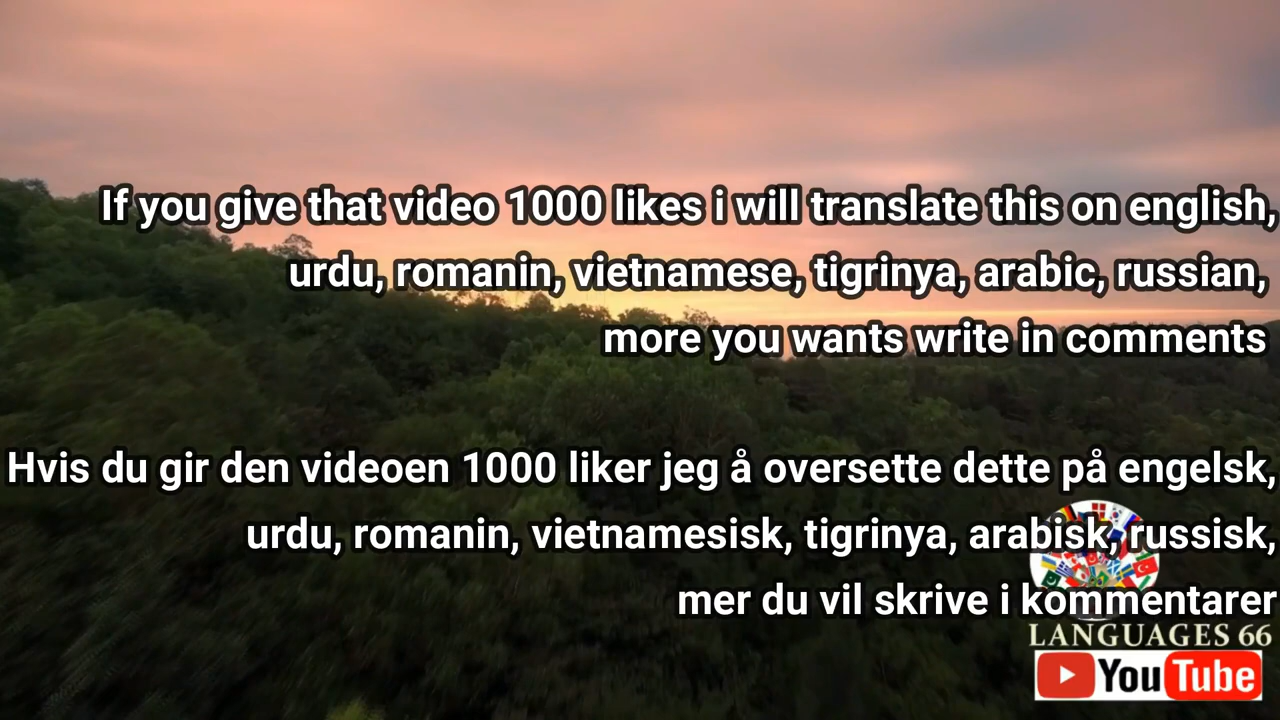 If you give that video 1000 likes i will translate this on english,
urdu, romanin, vietnamese, tigrinya, arabic, russian,
more you wants write in comments
Hvis du gir den videoen 1000 liker jeg å oversette dette på engelsk,
urdu, romanin, vietnamesisk, tigrinya, arabisk, russisk,
mer du vil skrive i kommentarer
LANGUAGES 66
YouTube